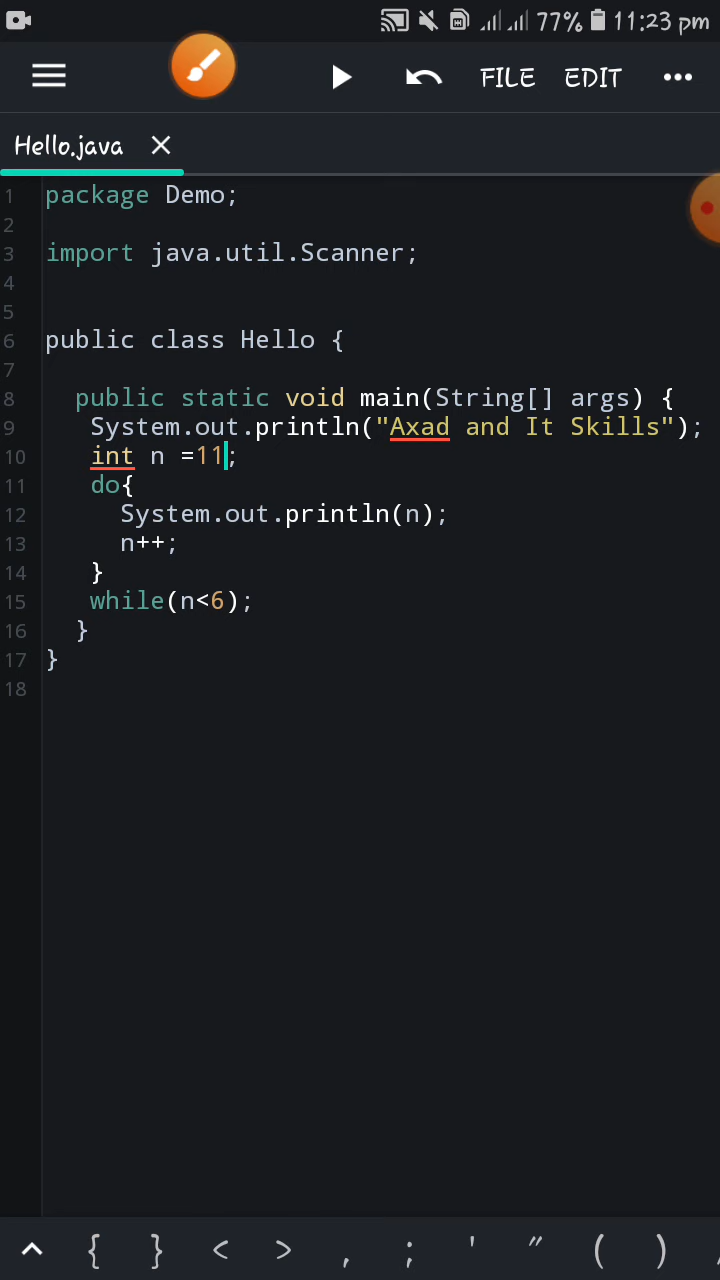 77% 11:23 pm
FILE EDIT
Hello.java
1 package Demo;
2
3 import java.util.Scanner;
4
5
6 public class Hello {
7
8 public static void main(String[] args) {
9 System.out.println("Axad and It Skills");
10 int n =11;
11 do{
12 System.out.println(n);
13 n++;
14 }
15 while(n<6);
16 }
17 }
18
{ } < > , ; ' " ( )